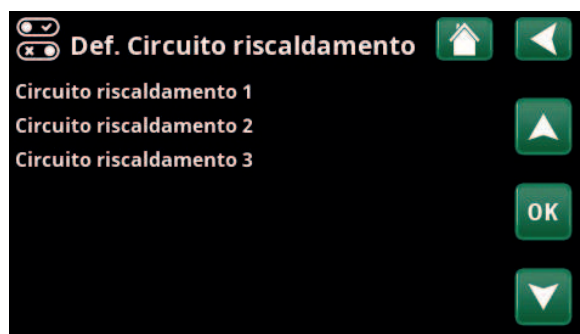 Def. Circuito riscaldamento
Circuito riscaldamento 1
Circuito riscaldamento 2
Circuito riscaldamento 3
OK